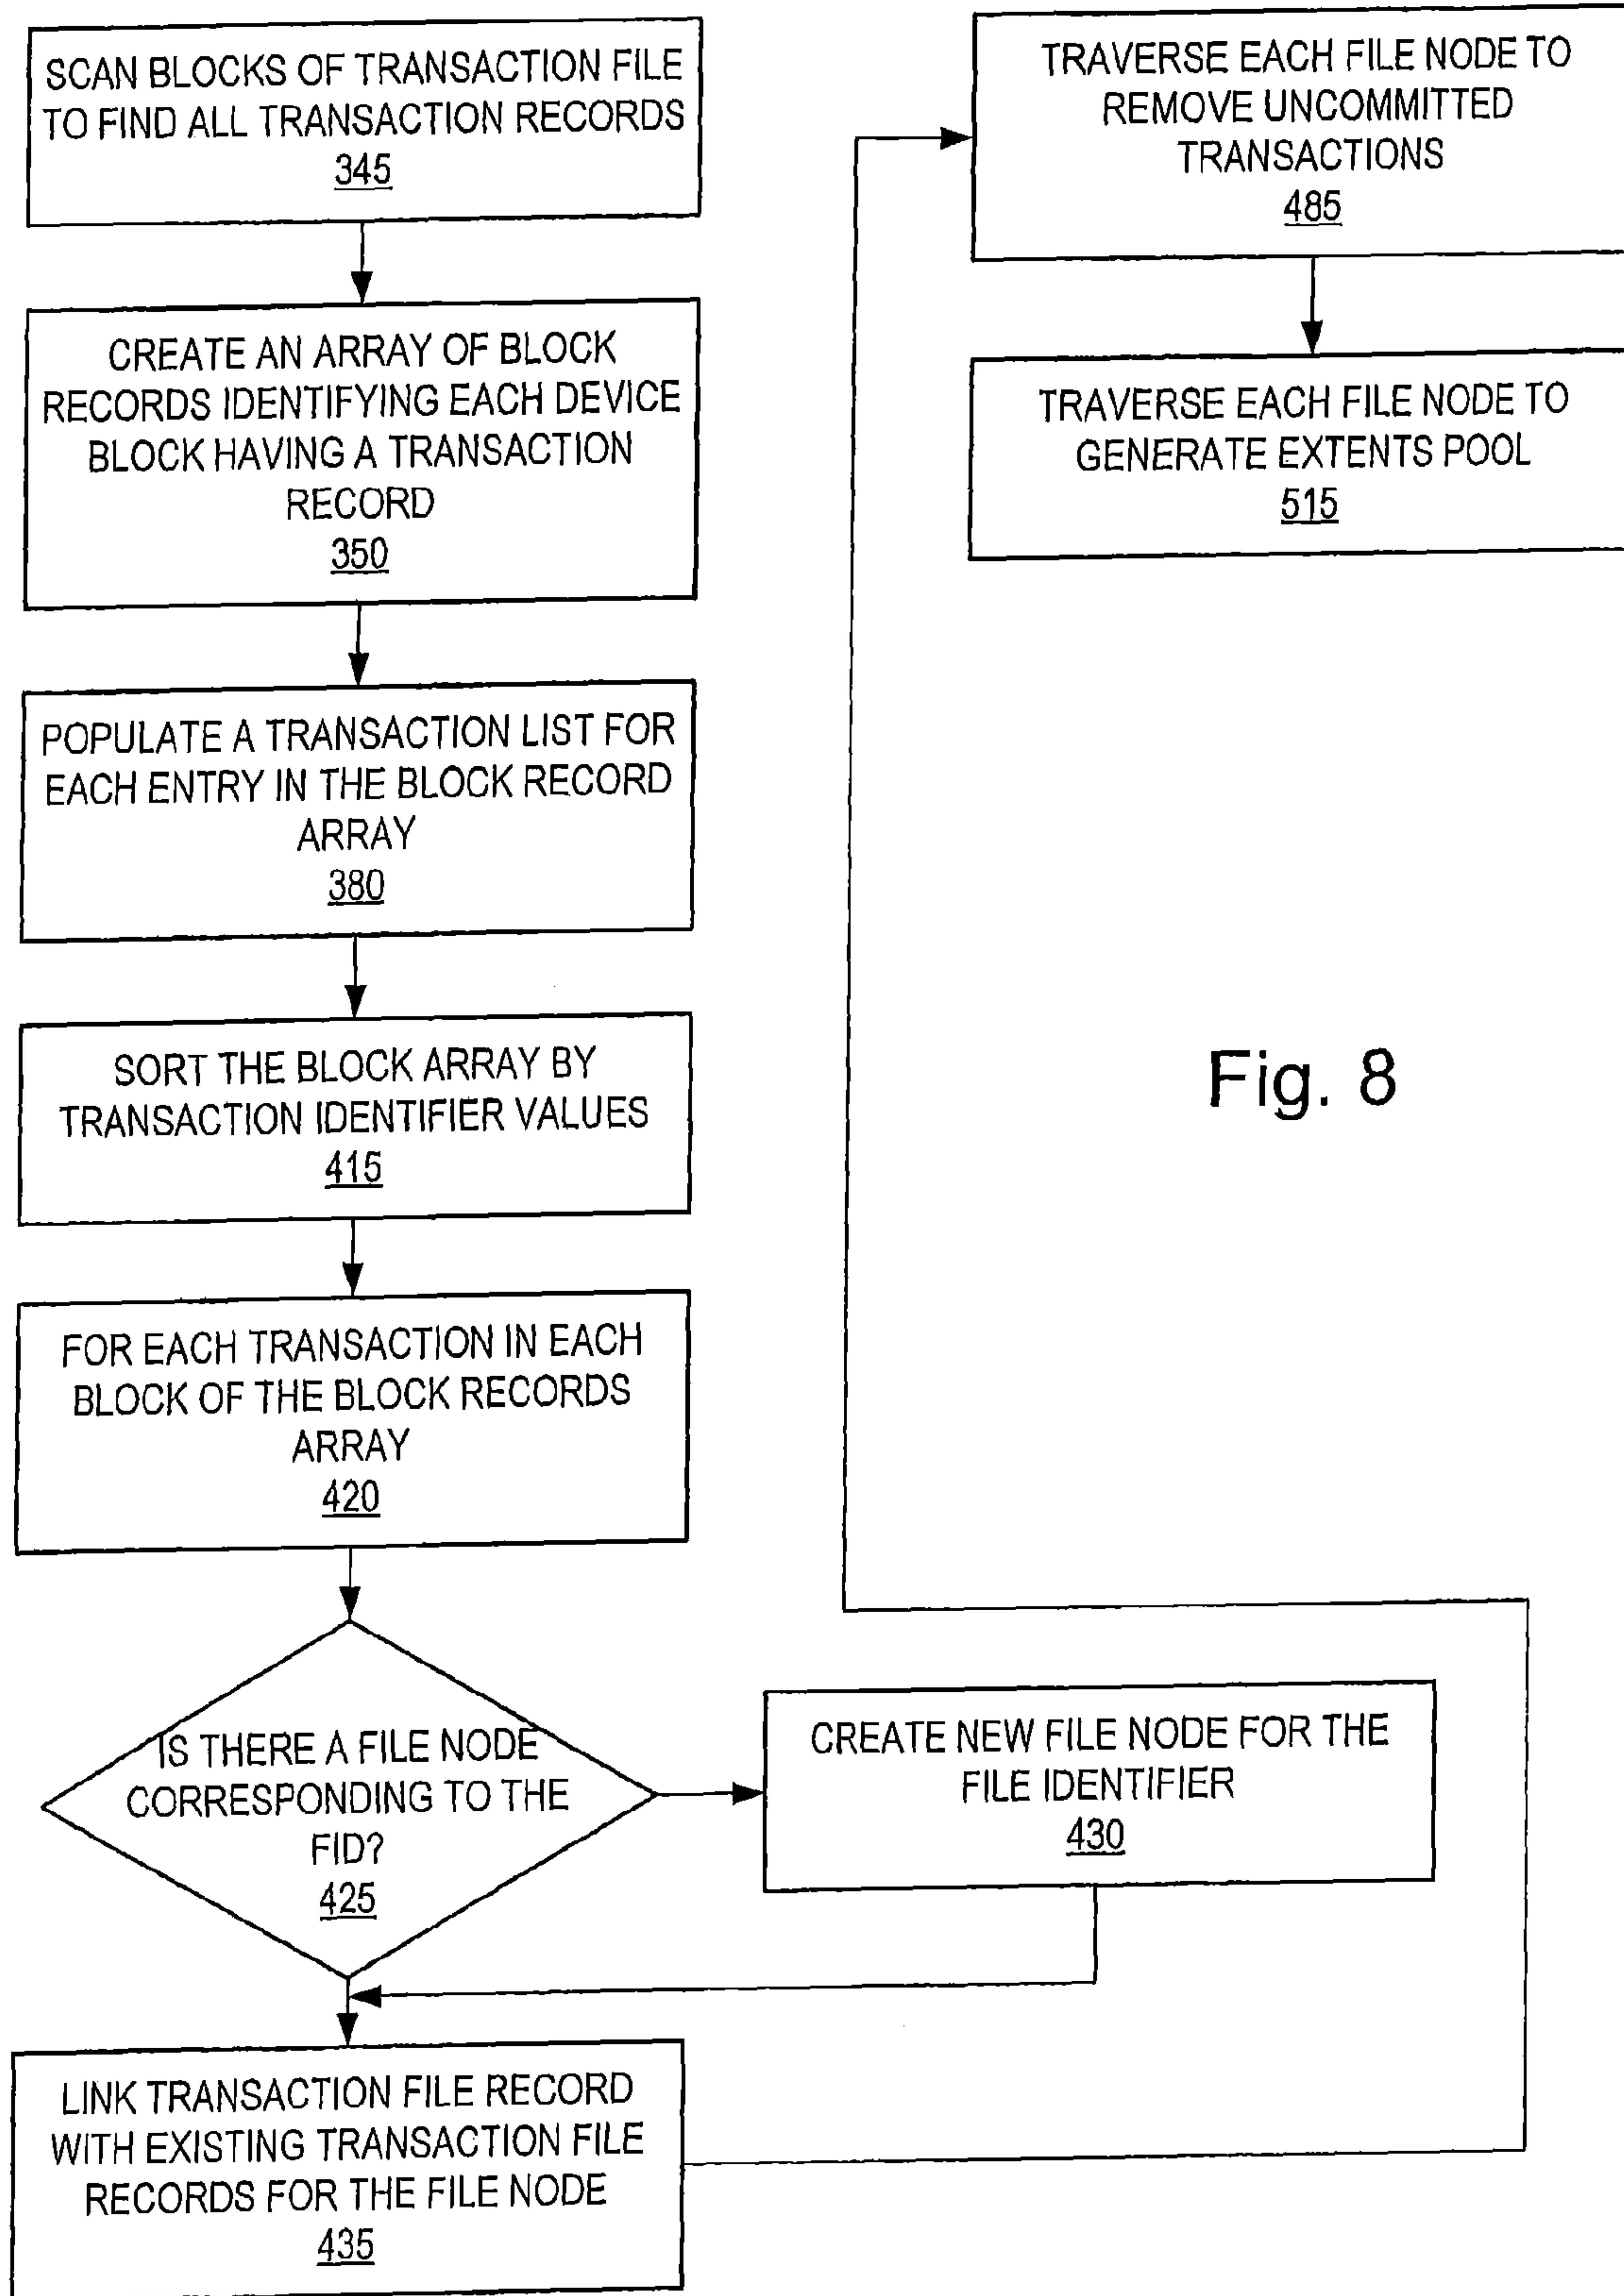 SCAN BLOCKS OF TRANSACTION FILE
TO FIND ALL TRANSACTION RECORDS
345
CREATE AN ARRAY OF BLOCK
RECORDS IDENTIFYING EACH DEVICE
BLOCK HAVING A TRANSACTION
RECORD
350
POPULATE A TRANSACTION LIST FOR
EACH ENTRY IN THE BLOCK RECORD
ARRAY
380
SORT THE BLOCK ARRAY BY
TRANSACTION IDENTIFIER VALUES
415
FOR EACH TRANSACTION IN EACH
BLOCK OF THE BLOCK RECORDS
ARRAY
420
IS THERE A FILE NODE
CORRESPONDING TO THE
FID?
425
CREATE NEW FILE NODE FOR THE
FILE IDENTIFIER
430
LINK TRANSACTION FILE RECORD
WITH EXISTING TRANSACTION FILE
RECORDS FOR THE FILE NODE
435
TRAVERSE EACH FILE NODE TO
REMOVE UNCOMMITTED
TRANSACTIONS
485
TRAVERSE EACH FILE NODE TO
GENERATE EXTENTS POOL
515
Fig. 8